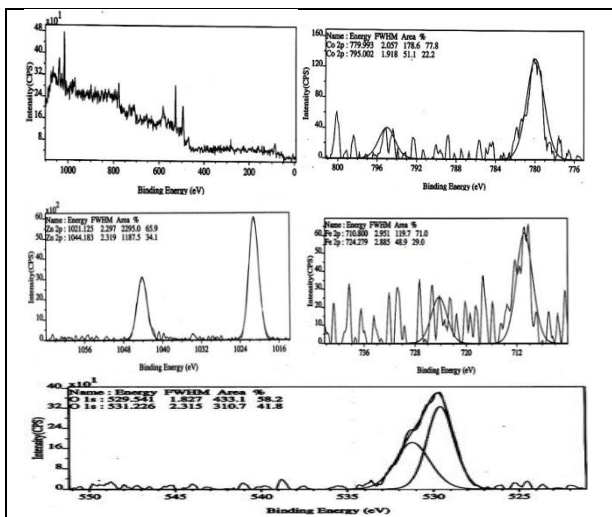 x10^1
Intensity(CPS)
48
40
32
24
16
8
1000 800 600 400 200 0
Binding Energy (eV)
Name : Energy FWHM Area %
Co 2p : 779.993 2.057 178.6 77.8
Co 2p : 795.002 1.918 51.1 22.2
Intensity(CPS)
160
120
80
40
0
800 796 792 788 784 780 776
Binding Energy (eV)
x10^2
Name : Energy FWHM Area %
Zn 2p : 1021.125 2.297 2295.0 65.9
Zn 2p : 1044.183 2.319 1187.5 34.1
Intensity(CPS)
60
50
40
30
20
10
1056 1048 1040 1032 1024 1016
Binding Energy (eV)
Name : Energy FWHM Area %
Fe 2p : 710.800 2.951 119.7 71.0
Fe 2p : 724.279 2.885 48.9 29.0
Intensity(CPS)
80
60
40
20
736 728 720 712
Binding Energy (eV)
x10^1
Name : Energy FWHM Area %
O 1s : 529.541 1.827 433.1 58.2
O 1s : 531.226 2.315 310.7 41.8
Intensity(CPS)
40
32
24
16
8
0
550 545 540 535 530 525
Binding Energy (eV)